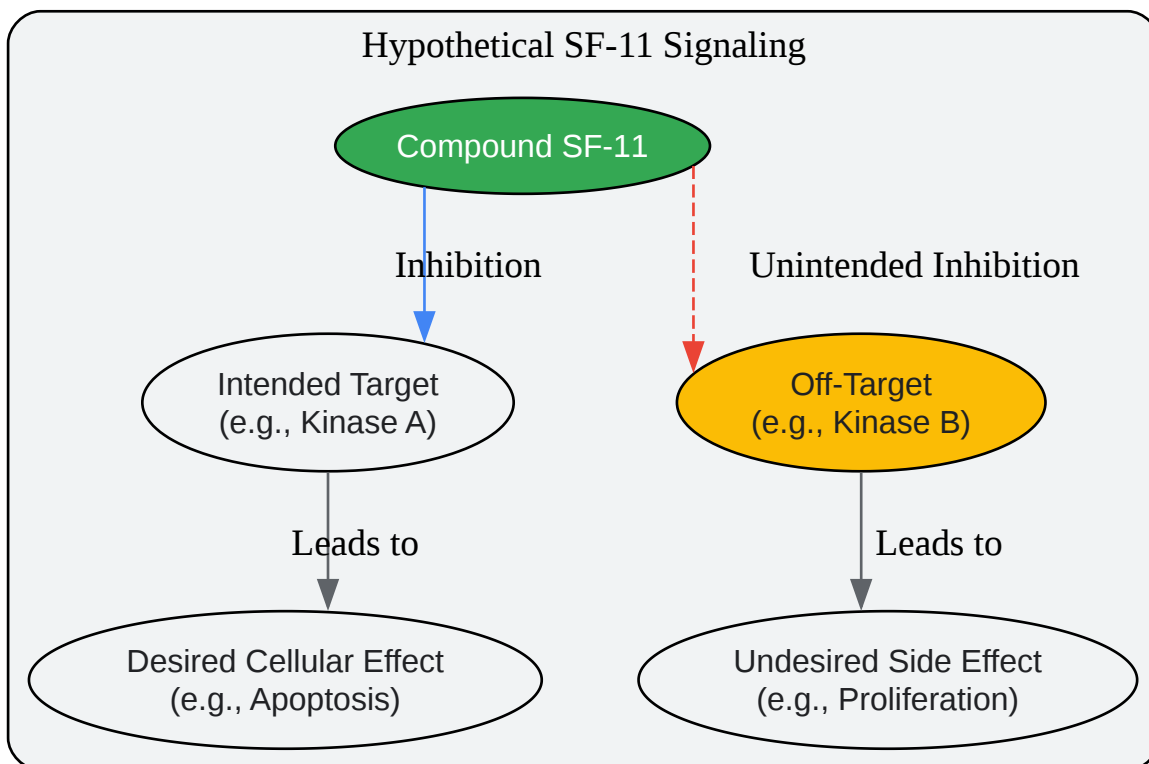 Hypothetical SF-11 Signaling
Compound SF-11
Inhibition
Unintended Inhibition
Intended Target
(e.g., Kinase A)
Off-Target
(e.g., Kinase B)
Leads to
Leads to
Desired Cellular Effect
(e.g., Apoptosis)
Undesired Side Effect
(e.g., Proliferation)